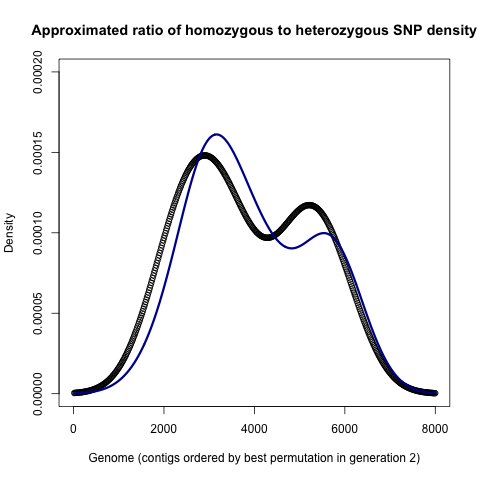 Approximated ratio of homozygous to heterozygous SNP density
0.00020
0.00015
0.00010
0.00005
0.00000
Density
0 2000 4000 6000 8000
Genome (contigs ordered by best permutation in generation 2)